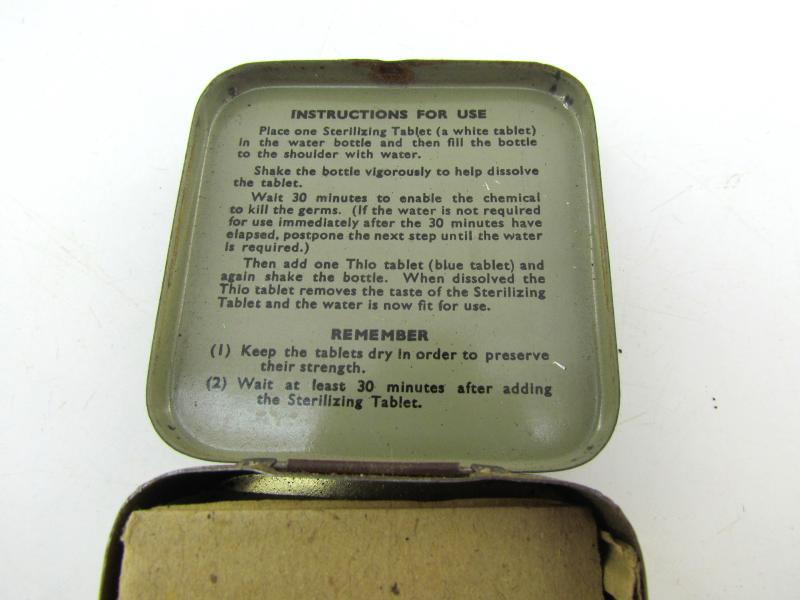 INSTRUCTIONS FOR USE
Place one Sterilizing Tablet (a white tablet)
in the water bottle and then fill the bottle
to the shoulder with water.
Shake the bottle vigorously to help dissolve
the tablet.
Wait 30 minutes to enable the chemical
to kill the germs. (If the water is not required
for use immediately after the 30 minutes have
elapsed, postpone the next step until the water
is required.)
Then add one Thio tablet (blue tablet) and
again shake the bottle. When dissolved the
Thio tablet removes the taste of the Sterilizing
Tablet and the water is now fit for use.
REMEMBER
(1) Keep the tablets dry in order to preserve
their strength.
(2) Wait at least 30 minutes after adding
the Sterilizing Tablet.